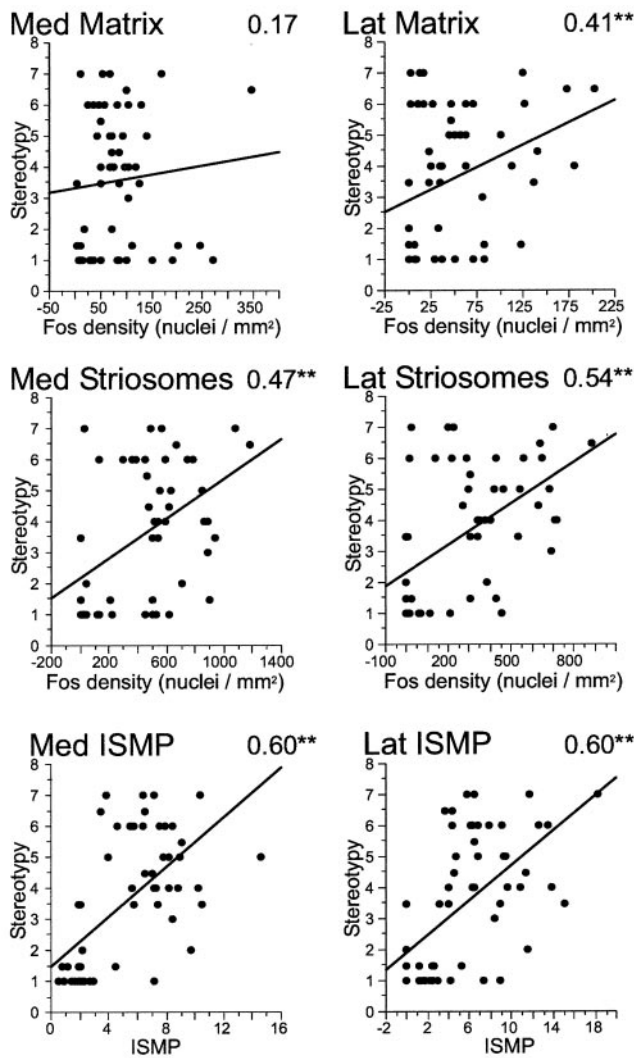 Med Matrix 0.17
Stereotypy
8
7
6
5
4
3
2
1
0
-50 50 150 250 350
Fos density (nuclei / mm²)
Lat Matrix 0.41**
Stereotypy
8
7
6
5
4
3
2
1
0
-25 25 75 125 175 225
Fos density (nuclei / mm²)
Med Striosomes 0.47**
Stereotypy
8
7
6
5
4
3
2
1
0
-200 200 600 1000 1400
Fos density (nuclei / mm²)
Lat Striosomes 0.54**
Stereotypy
8
7
6
5
4
3
2
1
0
-100 200 500 800
Fos density (nuclei / mm²)
Med ISMP 0.60**
Stereotypy
8
7
6
5
4
3
2
1
0
0 4 8 12 16
ISMP
Lat ISMP 0.60**
Stereotypy
8
7
6
5
4
3
2
1
0
-2 2 6 10 14 18 20
ISMP